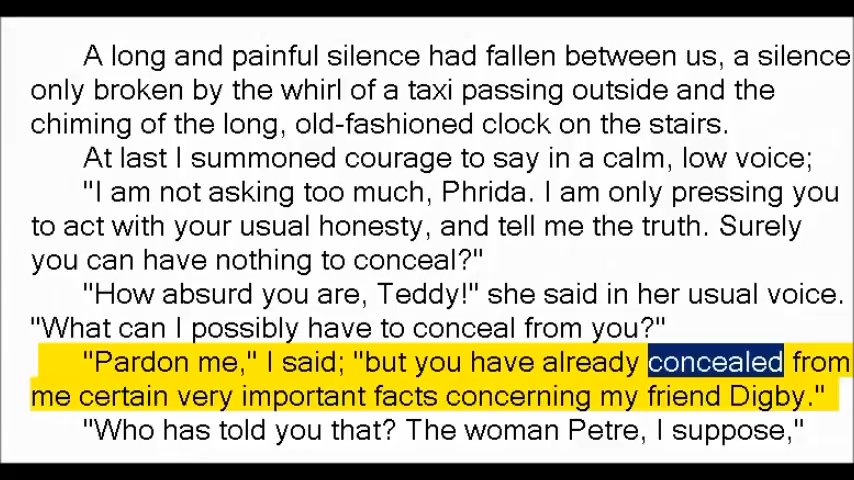 A long and painful silence had fallen between us, a silence
only broken by the whirl of a taxi passing outside and the
chiming of the long, old-fashioned clock on the stairs.
At last I summoned courage to say in a calm, low voice;
"I am not asking too much, Phrida. I am only pressing you
to act with your usual honesty, and tell me the truth. Surely
you can have nothing to conceal?"
"How absurd you are, Teddy!" she said in her usual voice.
"What can I possibly have to conceal from you?"
"Pardon me," I said; "but you have already concealed from
me certain very important facts concerning my friend Digby."
"Who has told you that? The woman Petre, I suppose,"